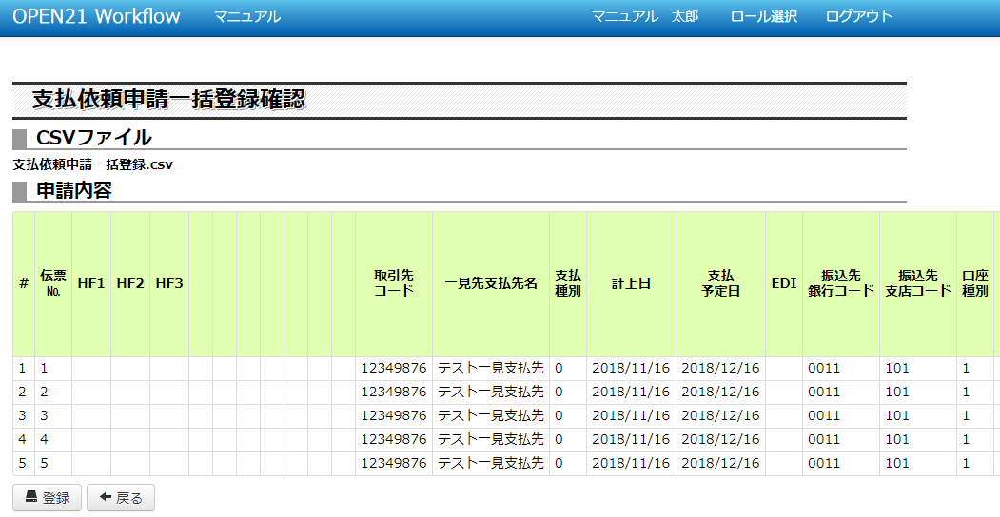 OPEN21 Workflow マニュアル マニュアル 太郎 ロール選択 ログアウト
支払依頼申請一括登録確認
CSVファイル
支払依頼申請一括登録.csv
申請内容
# 伝票№ HF1 HF2 HF3 取引先コード 一見先支払先名 支払種別 計上日 支払予定日 EDI 振込先銀行コード 振込先支店コード 口座種別
1 1 12349876 テスト一見支払先 0 2018/11/16 2018/12/16 0011 101 1
2 2 12349876 テスト一見支払先 0 2018/11/16 2018/12/16 0011 101 1
3 3 12349876 テスト一見支払先 0 2018/11/16 2018/12/16 0011 101 1
4 4 12349876 テスト一見支払先 0 2018/11/16 2018/12/16 0011 101 1
5 5 12349876 テスト一見支払先 0 2018/11/16 2018/12/16 0011 101 1
登録 戻る